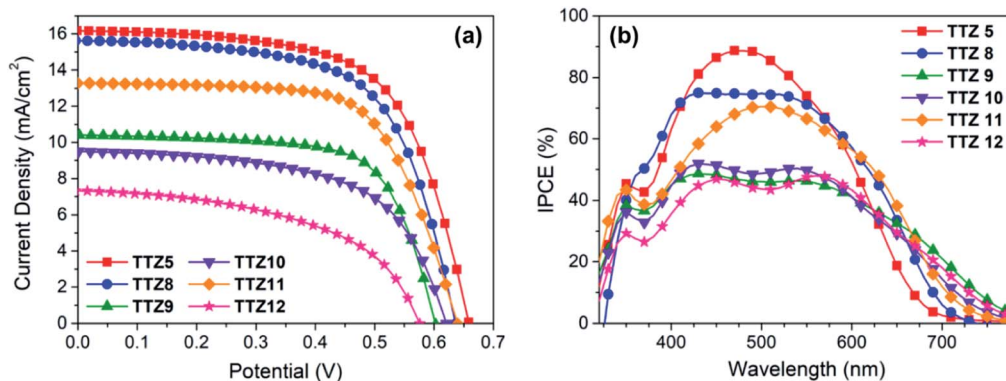 (a)
16
14
12
10
8
6
4
2
0
Current Density (mA/cm²)
TTZ5
TTZ8
TTZ9
TTZ10
TTZ11
TTZ12
0.0 0.1 0.2 0.3 0.4 0.5 0.6 0.7
Potential (V)
(b)
100
80
60
40
20
0
IPCE (%)
TTZ 5
TTZ 8
TTZ 9
TTZ 10
TTZ 11
TTZ 12
400 500 600 700
Wavelength (nm)